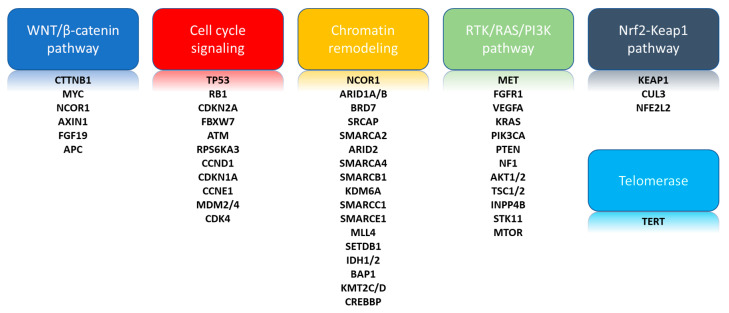 WNT/β-catenin
pathway
CTTNB1
MYC
NCOR1
AXIN1
FGF19
APC
Cell cycle
signaling
TP53
RB1
CDKN2A
FBXW7
ATM
RPS6KA3
CCND1
CDKN1A
CCNE1
MDM2/4
CDK4
Chromatin
remodeling
NCOR1
ARID1A/B
BRD7
SRCAP
SMARCA2
ARID2
SMARCA4
SMARCB1
KDM6A
SMARCC1
SMARCE1
MLL4
SETDB1
IDH1/2
BAP1
KMT2C/D
CREBBP
RTK/RAS/PI3K
pathway
MET
FGFR1
VEGFA
KRAS
PIK3CA
PTEN
NF1
AKT1/2
TSC1/2
INPP4B
STK11
MTOR
Nrf2-Keap1
pathway
KEAP1
CUL3
NFE2L2
Telomerase
TERT